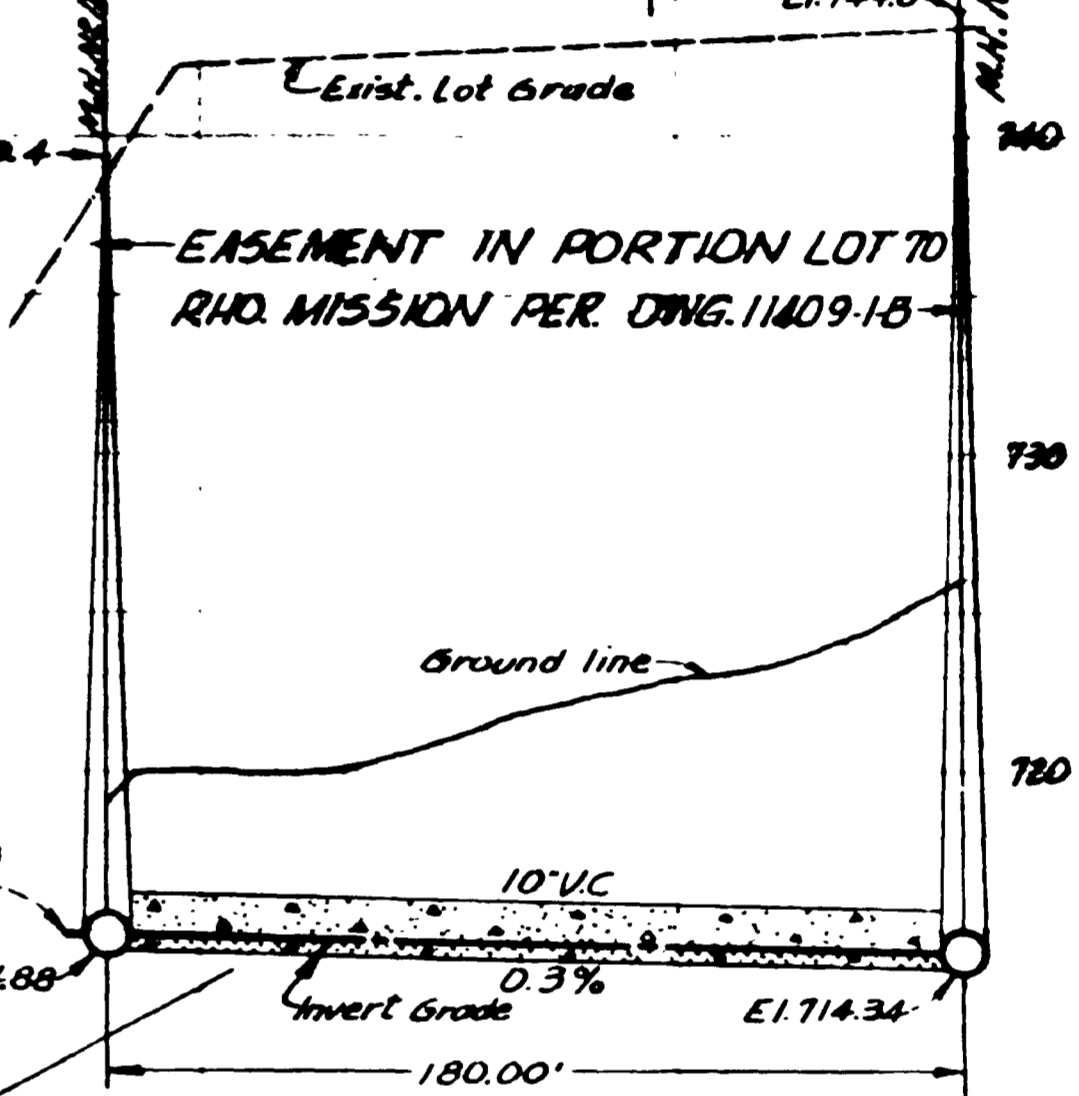 Exist. Lot Grade
740
EASEMENT IN PORTION LOT 70
RHO. MISSION PER. DWG. 11409-1-B
730
Ground line
720
10" V.C
0.3%
Invert Grade
El. 714.34
180.00'
.88
M.H.